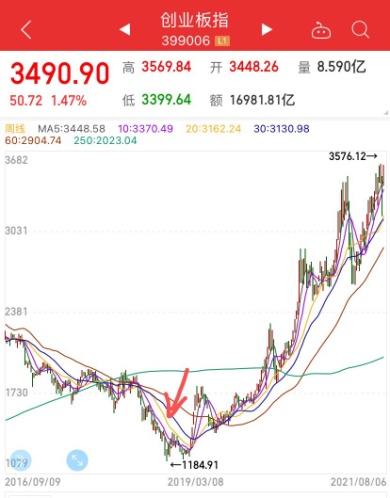 创业板指
399006 L1
3490.90 高 3569.84 开 3448.26 量 8.590亿
50.72 1.47% 低 3399.64 额 16981.81亿
周线 MA5:3448.58 10:3370.49 20:3162.24 30:3130.98
60:2904.74 250:2023.04
3682
3576.12→
3031
2381
1730
1079
←1184.91
2016/09/09 2019/03/08 2021/08/06